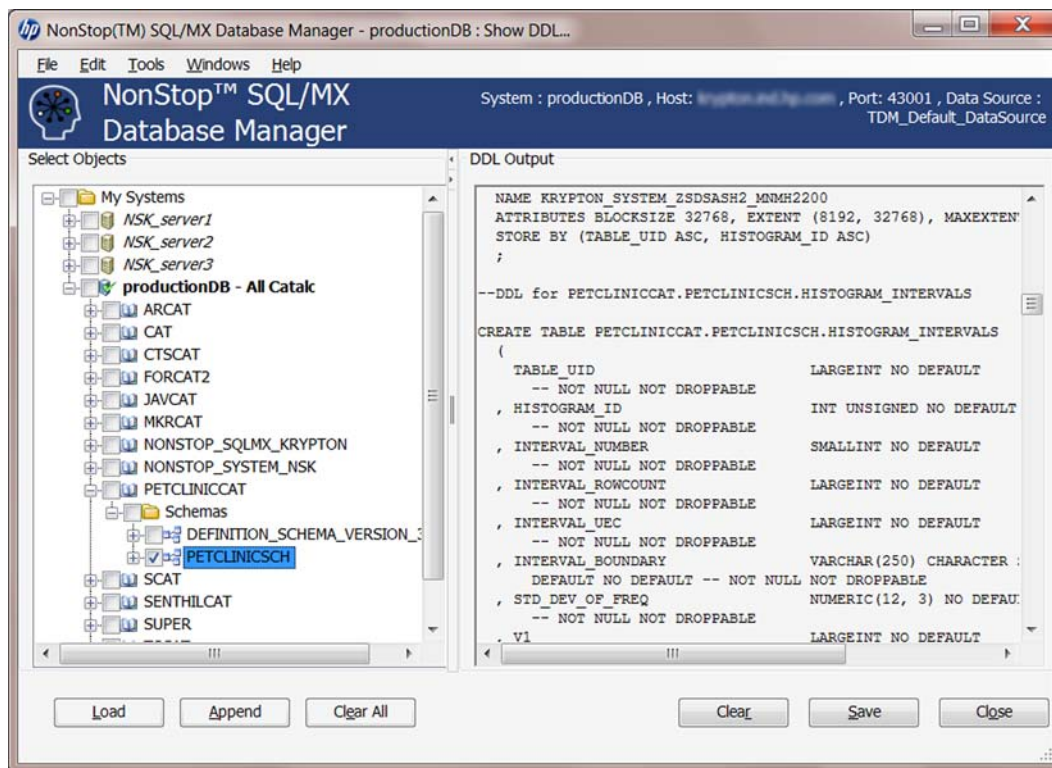 hp NonStop(TM) SQL/MX Database Manager - productionDB : Show DDL...
File Edit Tools Windows Help
NonStop™ SQL/MX
Database Manager
System : productionDB , Host: , Port: 43001 , Data Source :
TDM_Default_DataSource
Select Objects
My Systems
NSK_server1
NSK_server2
NSK_server3
productionDB - All Catalc
ARCAT
CAT
CTSCAT
FORCAT2
JAVCAT
MKRCAT
NONSTOP_SQLMX_KRYPTON
NONSTOP_SYSTEM_NSK
PETCLINICCAT
Schemas
DEFINITION_SCHEMA_VERSION_3
PETCLINICSCH
SCAT
SENTHILCAT
SUPER
DDL Output
NAME KRYPTON_SYSTEM_ZSDSASH2_MNMH2200
ATTRIBUTES BLOCKSIZE 32768, EXTENT (8192, 32768), MAXEXTEN
STORE BY (TABLE_UID ASC, HISTOGRAM_ID ASC)
;
--DDL for PETCLINICCAT.PETCLINICSCH.HISTOGRAM_INTERVALS
CREATE TABLE PETCLINICCAT.PETCLINICSCH.HISTOGRAM_INTERVALS
(
TABLE_UID LARGEINT NO DEFAULT
-- NOT NULL NOT DROPPABLE
, HISTOGRAM_ID INT UNSIGNED NO DEFAULT
-- NOT NULL NOT DROPPABLE
, INTERVAL_NUMBER SMALLINT NO DEFAULT
-- NOT NULL NOT DROPPABLE
, INTERVAL_ROWCOUNT LARGEINT NO DEFAULT
-- NOT NULL NOT DROPPABLE
, INTERVAL_UEC LARGEINT NO DEFAULT
-- NOT NULL NOT DROPPABLE
, INTERVAL_BOUNDARY VARCHAR(250) CHARACTER
DEFAULT NO DEFAULT -- NOT NULL NOT DROPPABLE
, STD_DEV_OF_FREQ NUMERIC(12, 3) NO DEFAU
-- NOT NULL NOT DROPPABLE
, V1 LARGEINT NO DEFAULT
Load Append Clear All Clear Save Close